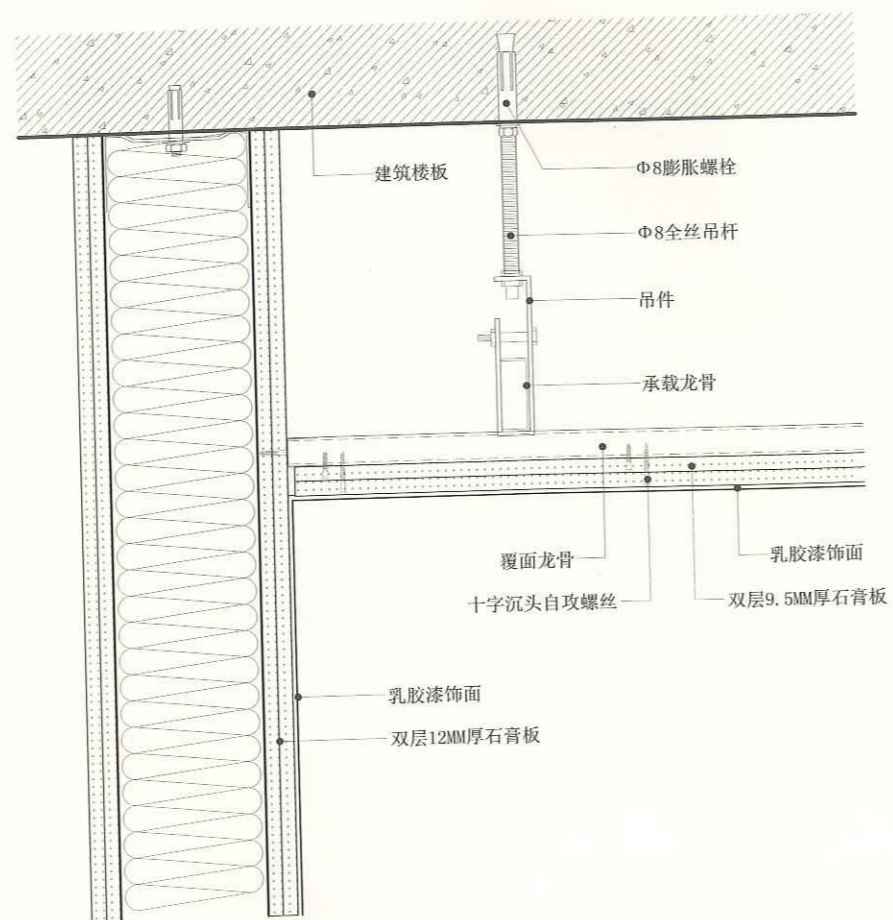 建筑楼板
Φ8膨胀螺栓
Φ8全丝吊杆
吊件
承载龙骨
覆面龙骨
乳胶漆饰面
十字沉头自攻螺丝
双层9.5MM厚石膏板
乳胶漆饰面
双层12MM厚石膏板